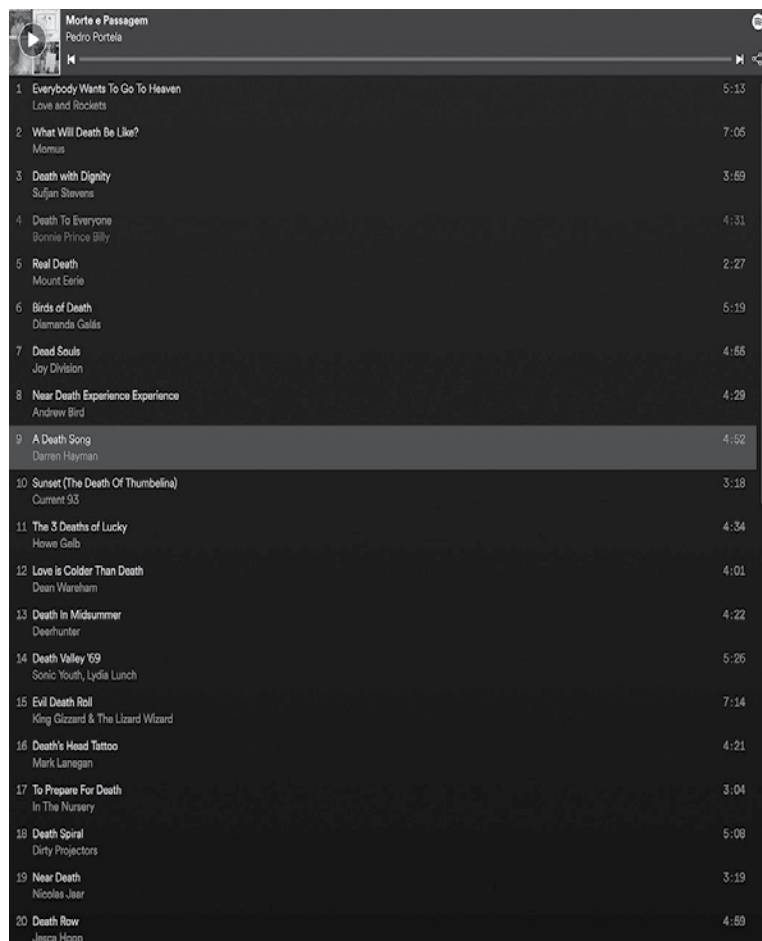 Morte e Passagem
Pedro Portela
1 Everybody Wants To Go To Heaven 5:13
Love and Rockets
2 What Will Death Be Like? 7:05
Momus
3 Death with Dignity 3:59
Sufjan Stevens
4 Death To Everyone 4:31
Bonnie Prince Billy
5 Real Death 2:27
Mount Eerie
6 Birds of Death 5:19
Diamanda Galás
7 Dead Souls 4:55
Joy Division
8 Near Death Experience Experience 4:29
Andrew Bird
9 A Death Song 4:52
Darren Hayman
10 Sunset (The Death Of Thumbelina) 3:18
Current 93
11 The 3 Deaths of Lucky 4:34
Howe Gelb
12 Love is Colder Than Death 4:01
Dean Wareham
13 Death In Midsummer 4:22
Deerhunter
14 Death Valley '69 5:26
Sonic Youth, Lydia Lunch
15 Evil Death Roll 7:14
King Gizzard & The Lizard Wizard
16 Death's Head Tattoo 4:21
Mark Lanegan
17 To Prepare For Death 3:04
In The Nursery
18 Death Spiral 5:08
Dirty Projectors
19 Near Death 3:19
Nicolas Jaar
20 Death Row 4:59
Jesca Hoop